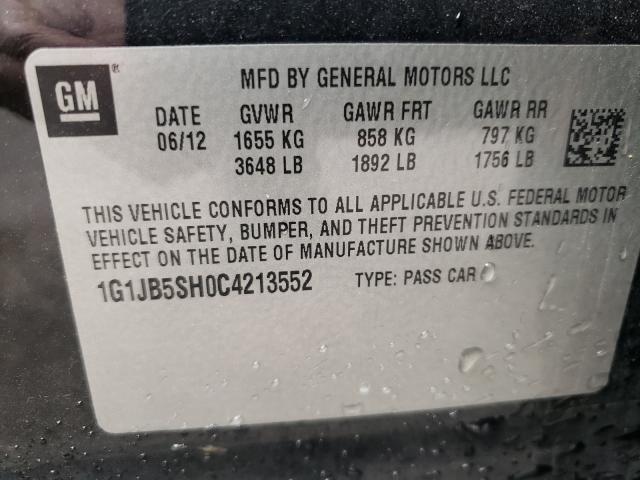 GM®
MFD BY GENERAL MOTORS LLC
DATE GVWR GAWR FRT GAWR RR
06/12 1655 KG 858 KG 797 KG
3648 LB 1892 LB 1756 LB
THIS VEHICLE CONFORMS TO ALL APPLICABLE U.S. FEDERAL MOTOR
VEHICLE SAFETY, BUMPER, AND THEFT PREVENTION STANDARDS IN
EFFECT ON THE DATE OF MANUFACTURE SHOWN ABOVE.
1G1JB5SH0C4213552 TYPE: PASS CAR